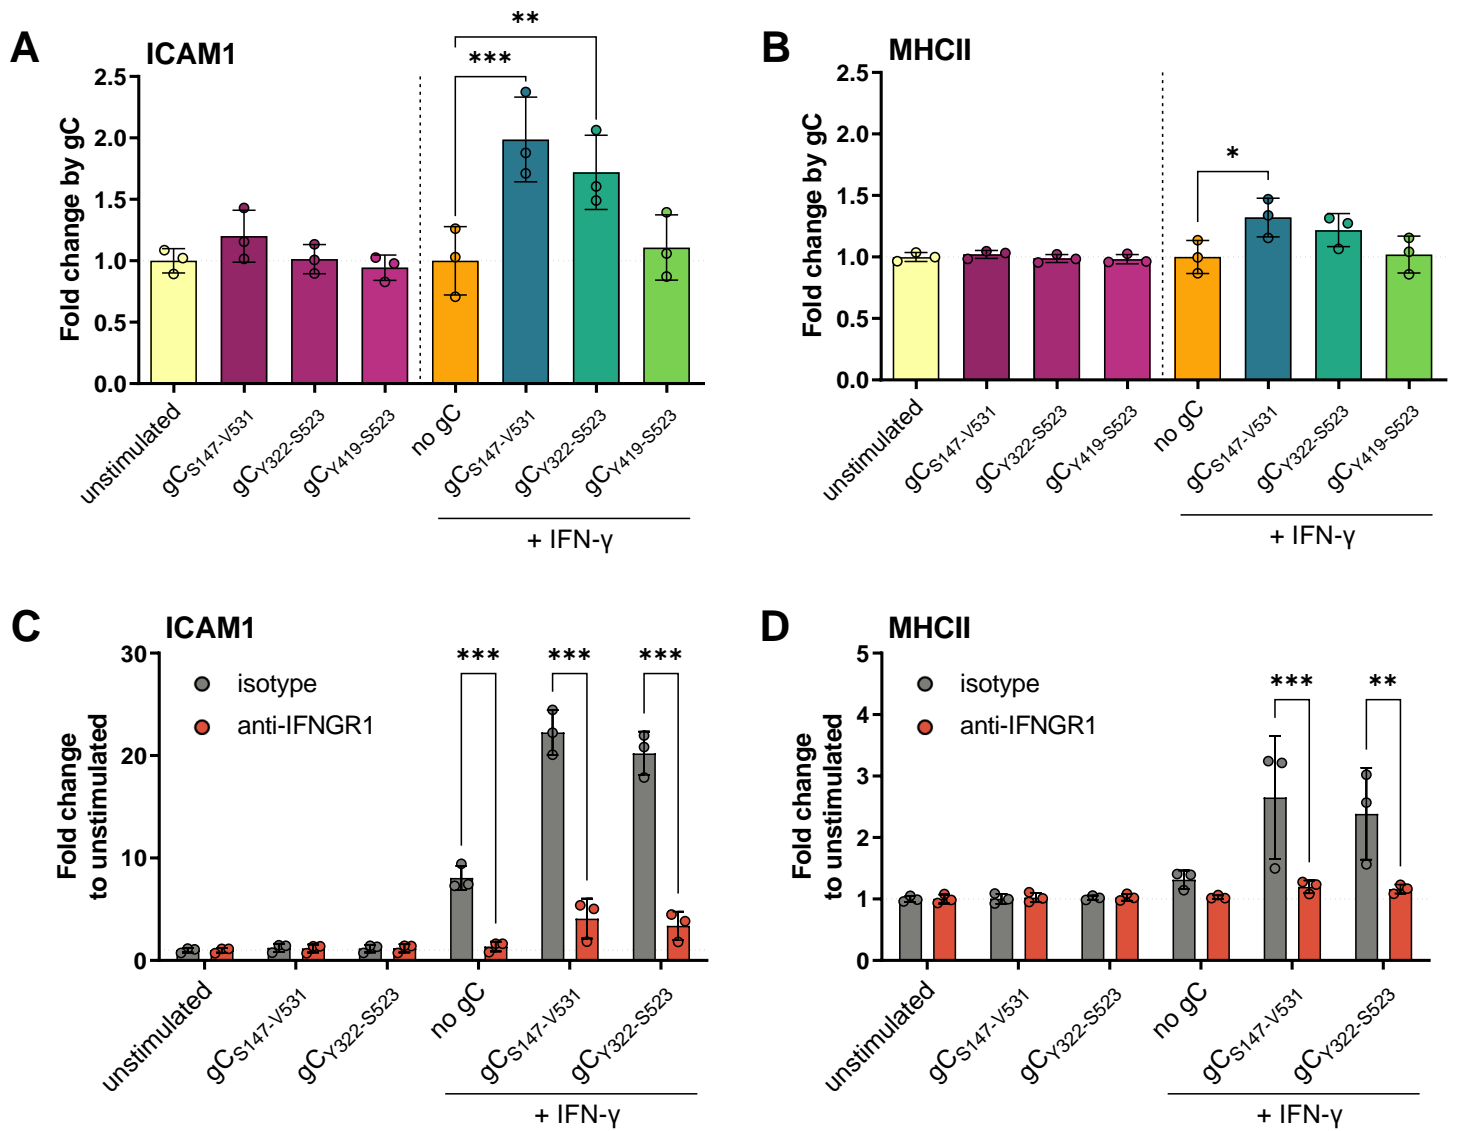 A
ICAM1
Fold change by gC
2.5
2.0
1.5
1.0
0.5
0.0
**
***
unstimulated
gCS147-V531
gCY322-S523
gCY419-S523
no gC
gCS147-V531
gCY322-S523
gCY419-S523
+ IFN-γ
B
MHCII
Fold change by gC
2.5
2.0
1.5
1.0
0.5
0.0
*
unstimulated
gCS147-V531
gCY322-S523
gCY419-S523
no gC
gCS147-V531
gCY322-S523
gCY419-S523
+ IFN-γ
C
ICAM1
Fold change
to unstimulated
30
20
10
0
isotype
anti-IFNGR1
*** *** ***
unstimulated
gCS147-V531
gCY322-S523
no gC
gCS147-V531
gCY322-S523
+ IFN-γ
D
MHCII
Fold change
to unstimulated
5
4
3
2
1
0
isotype
anti-IFNGR1
*** **
unstimulated
gCS147-V531
gCY322-S523
no gC
gCS147-V531
gCY322-S523
+ IFN-γ